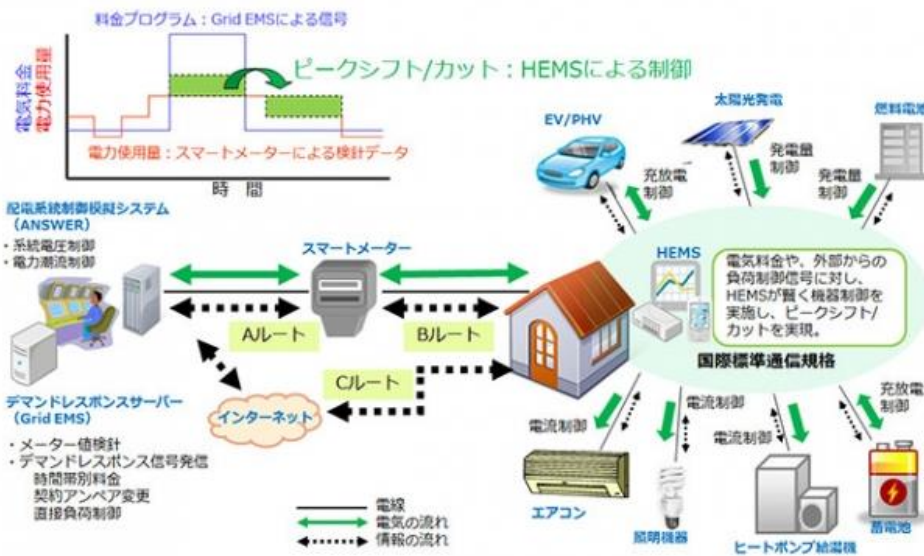 料金プログラム：Grid EMSによる信号
ピークシフト/カット：HEMSによる制御
電気料金
電力使用量
電力使用量：スマートメーターによる検針データ
時 間
EV/PHV
太陽光発電
燃料電池
充放電
制御
発電量
制御
発電量
制御
配電系統制御模擬システム
（ANSWER）
・系統電圧制御
・電力潮流制御
スマートメーター
HEMS
電気料金や、外部からの
負荷制御信号に対し、
HEMSが賢く機器制御を
実施し、ピークシフト/
カットを実現。
国際標準通信規格
Aルート
Bルート
Cルート
インターネット
デマンドレスポンスサーバー
（Grid EMS）
・メーター値検針
・デマンドレスポンス信号発信
時間帯別料金
契約アンペア変更
直接負荷制御
電流制御
電流制御
電流制御
充放電
制御
エアコン
照明機器
ヒートポンプ給湯機
蓄電池
電線
電気の流れ
情報の流れ